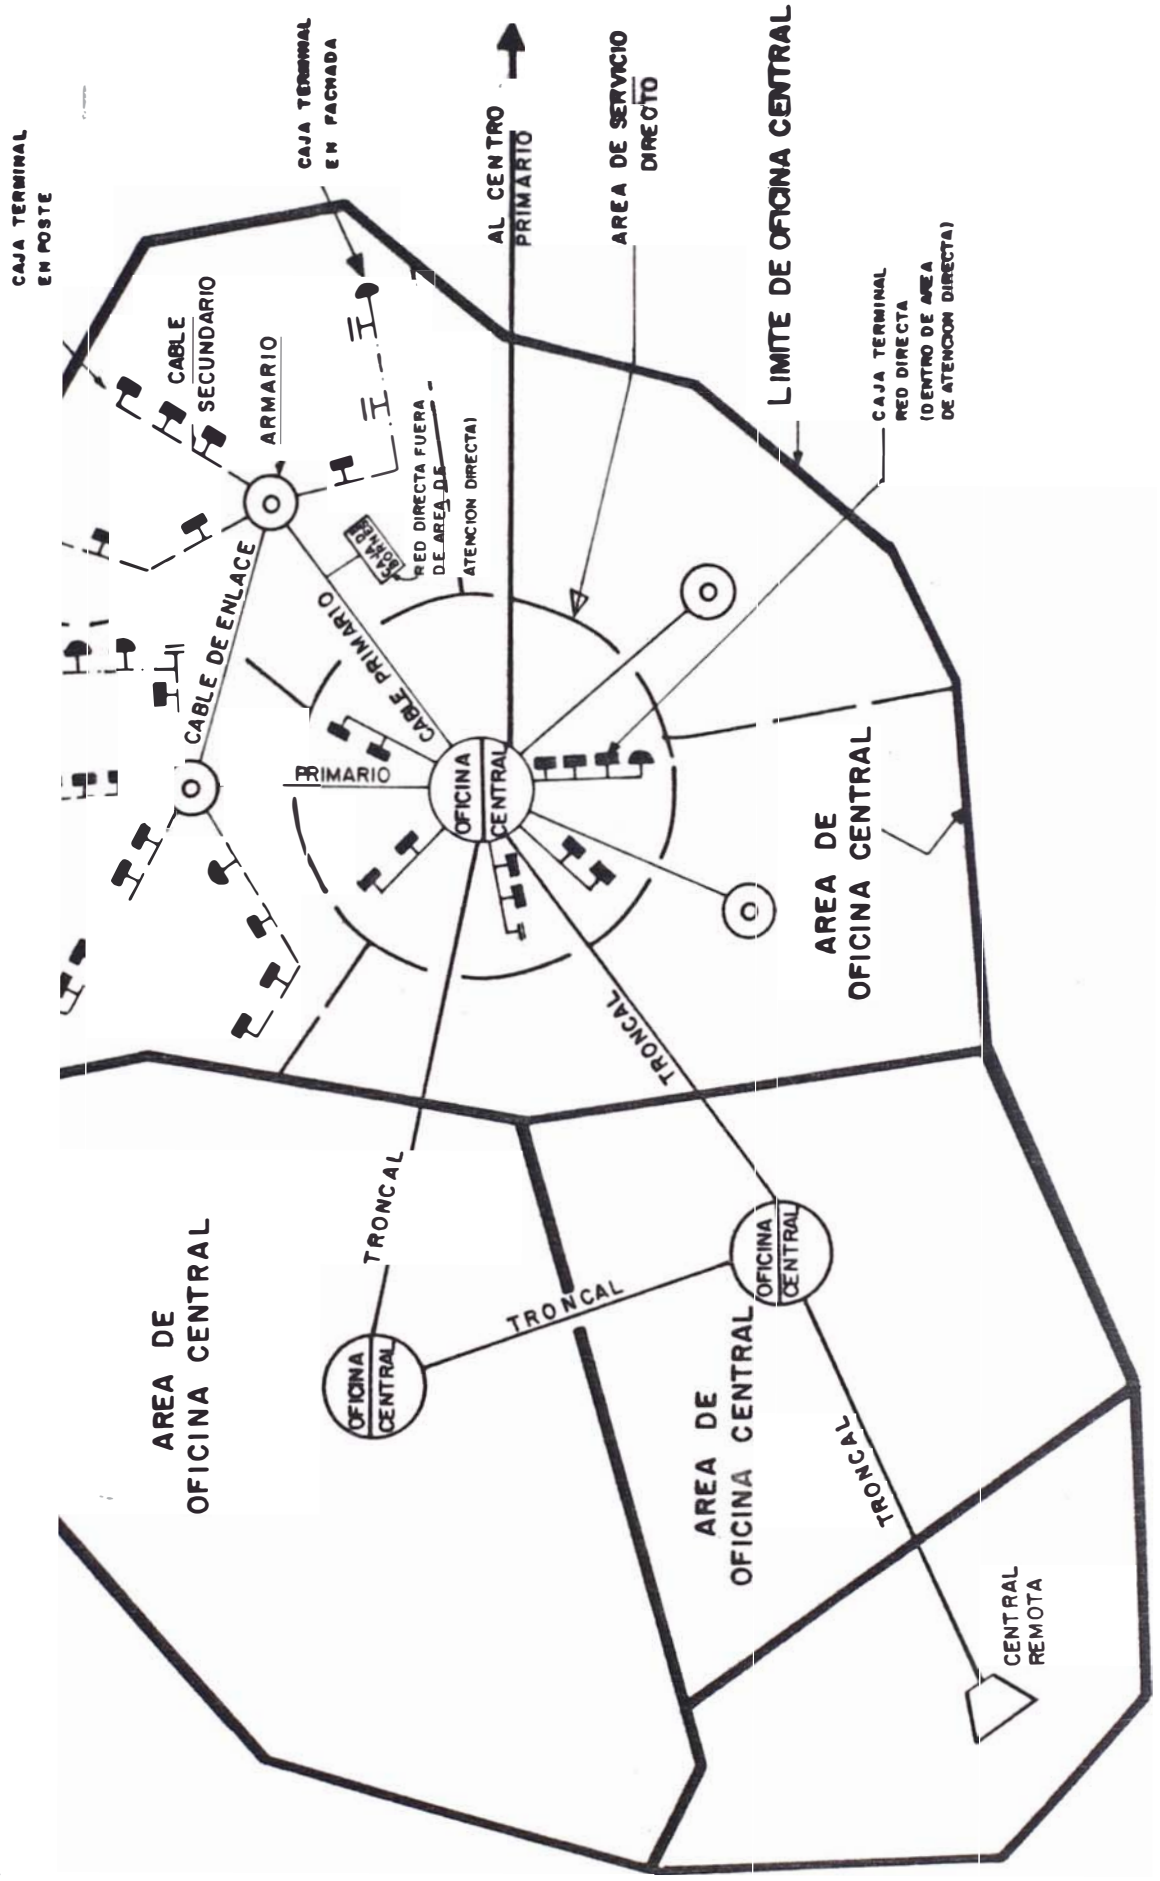 CAJA TERMINAL
EN POSTE
CAJA TERMINAL
EN FACHADA
AL CENTRO
PRIMARIO
AREA DE SERVICIO
DIRECTO
LIMITE DE OFICINA CENTRAL
CAJA TERMINAL
RED DIRECTA
(DENTRO DE AREA
DE ATENCION DIRECTA)
CABLE
SECUNDARIO
ARMARIO
RED DIRECTA FUERA
DE AREA DE
ATENCION DIRECTA)
CAJA DE
BORNES
CABLE DE ENLACE
CABLE PRIMARIO
PRIMARIO
OFICINA
CENTRAL
AREA DE
OFICINA CENTRAL
TRONCAL
TRONCAL
AREA DE
OFICINA CENTRAL
OFICINA
CENTRAL
TRONCAL
OFICINA
CENTRAL
AREA DE
OFICINA CENTRAL
TRONCAL
CENTRAL
REMOTA